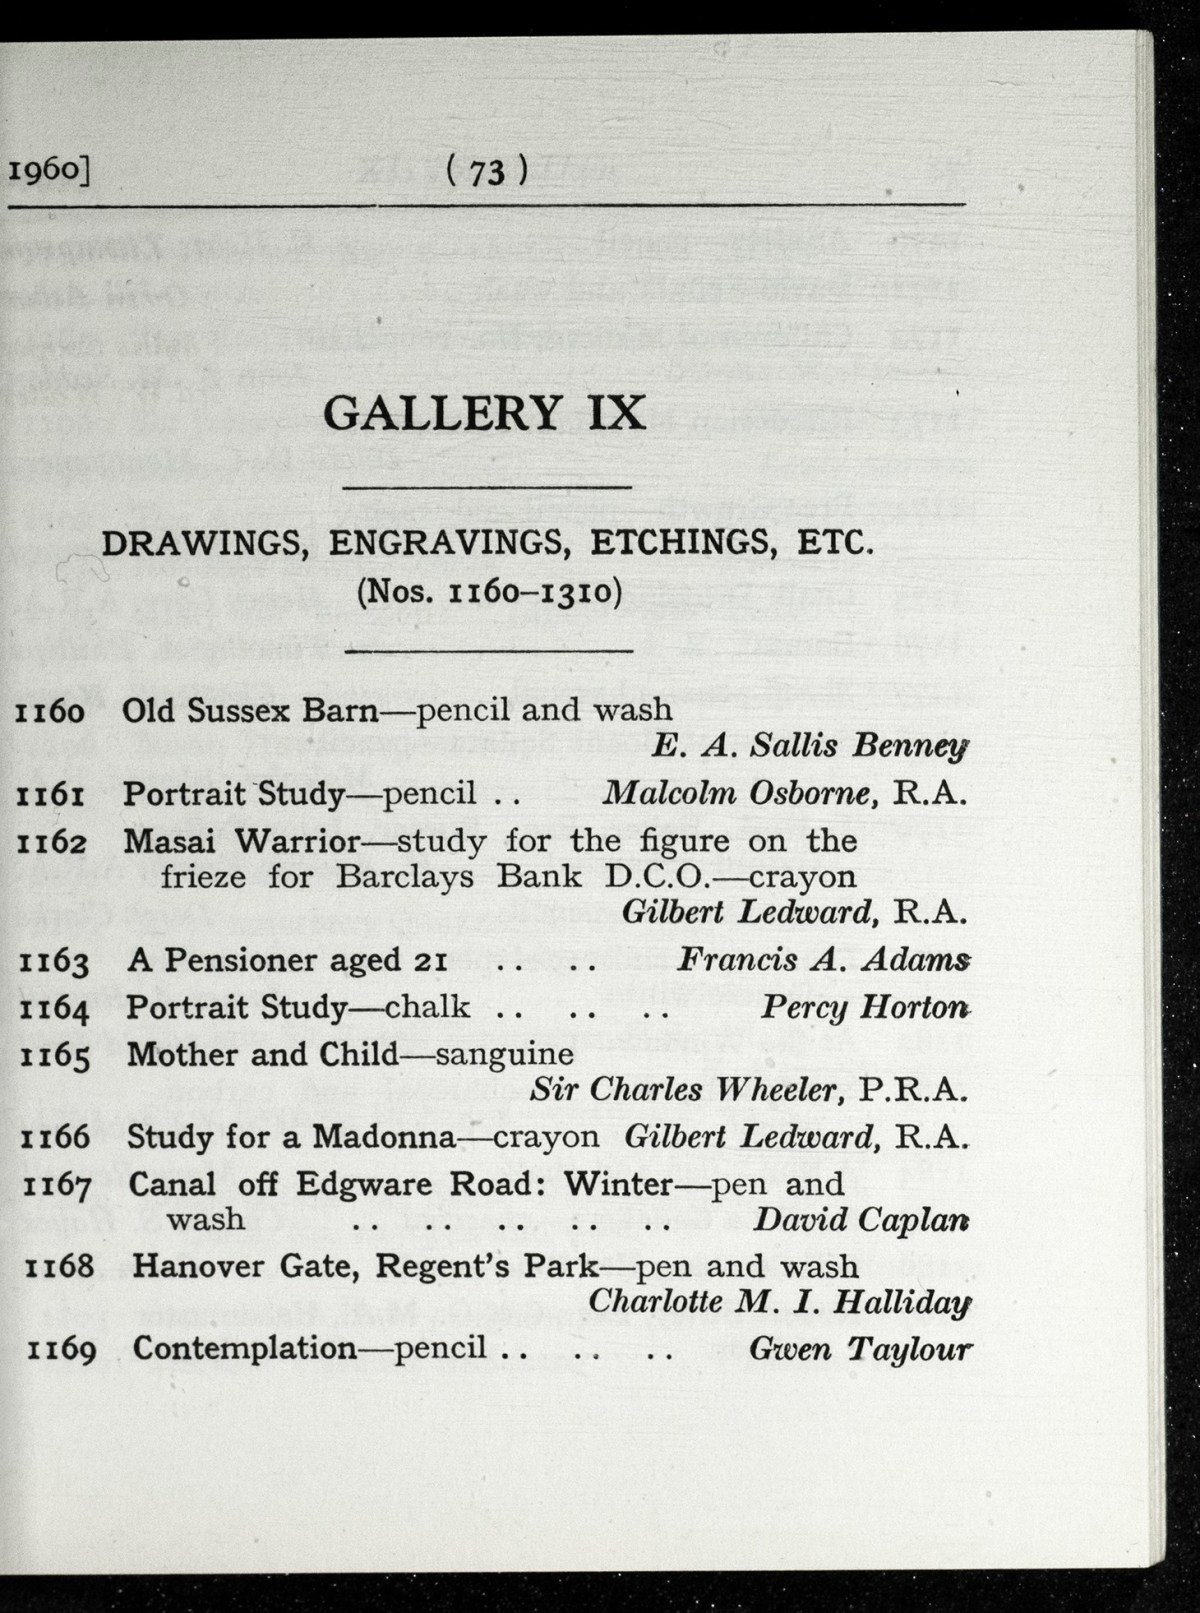 1960]
( 73 )
GALLERY IX
DRAWINGS, ENGRAVINGS, ETCHINGS, ETC.
(Nos. 1160–1310)
1160 Old Sussex Barn—pencil and wash
E. A. Sallis Benney
1161 Portrait Study—pencil .. Malcolm Osborne, R.A.
1162 Masai Warrior—study for the figure on the
frieze for Barclays Bank D.C.O.—crayon
Gilbert Ledward, R.A.
1163 A Pensioner aged 21 .. .. Francis A. Adams
1164 Portrait Study—chalk .. .. .. Percy Horton
1165 Mother and Child—sanguine
Sir Charles Wheeler, P.R.A.
1166 Study for a Madonna—crayon Gilbert Ledward, R.A.
1167 Canal off Edgware Road: Winter—pen and
wash .. .. .. .. .. David Caplan
1168 Hanover Gate, Regent's Park—pen and wash
Charlotte M. I. Halliday
1169 Contemplation—pencil .. .. .. Gwen Taylour